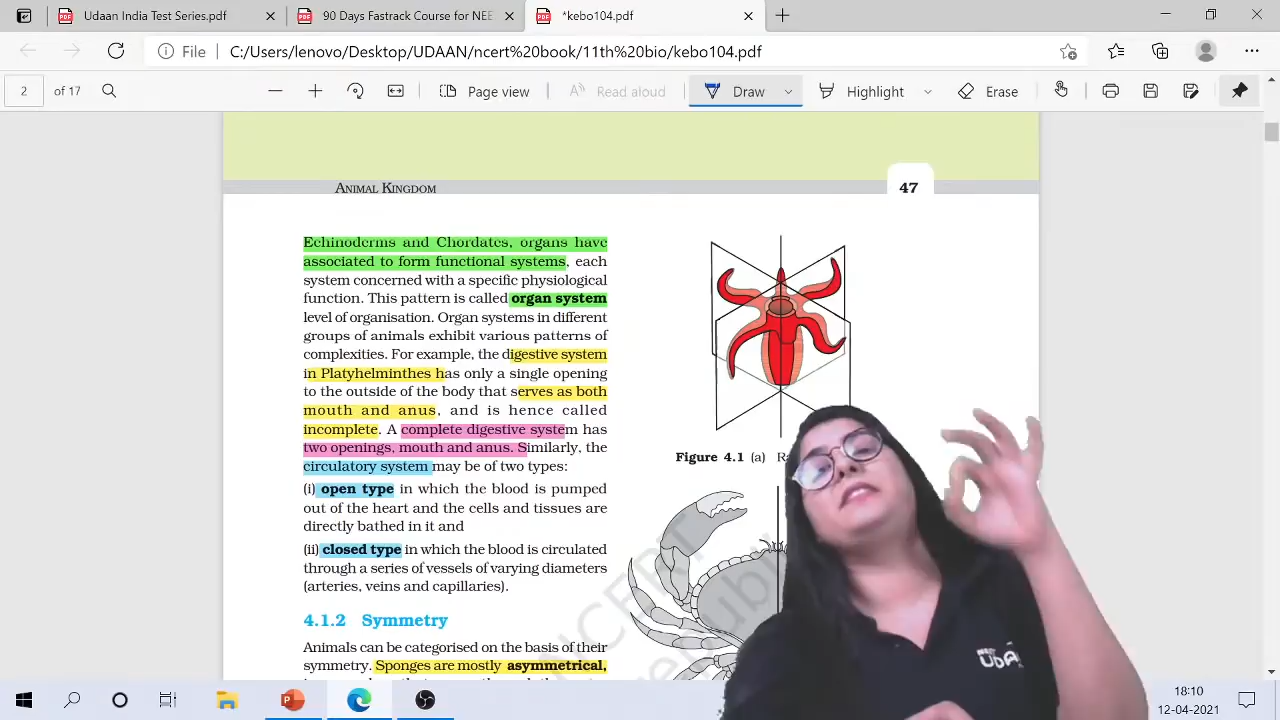 Udaan India Test Series.pdf
90 Days Fastrack Course for NEE
*kebo104.pdf
File
C:/Users/lenovo/Desktop/UDAAN/ncert%20book/11th%20bio/kebo104.pdf
2 of 17
Page view
Read aloud
Draw
Highlight
Erase
ANIMAL KINGDOM
47
Echinoderms and Chordates, organs have
associated to form functional systems, each
system concerned with a specific physiological
function. This pattern is called organ system
level of organisation. Organ systems in different
groups of animals exhibit various patterns of
complexities. For example, the digestive system
in Platyhelminthes has only a single opening
to the outside of the body that serves as both
mouth and anus, and is hence called
incomplete. A complete digestive system has
two openings, mouth and anus. Similarly, the
circulatory system may be of two types:
(i) open type in which the blood is pumped
out of the heart and the cells and tissues are
directly bathed in it and
(ii) closed type in which the blood is circulated
through a series of vessels of varying diameters
(arteries, veins and capillaries).
4.1.2 Symmetry
Animals can be categorised on the basis of their
symmetry. Sponges are mostly asymmetrical,
Figure 4.1 (a)
NCERT
18:10
12-04-2021